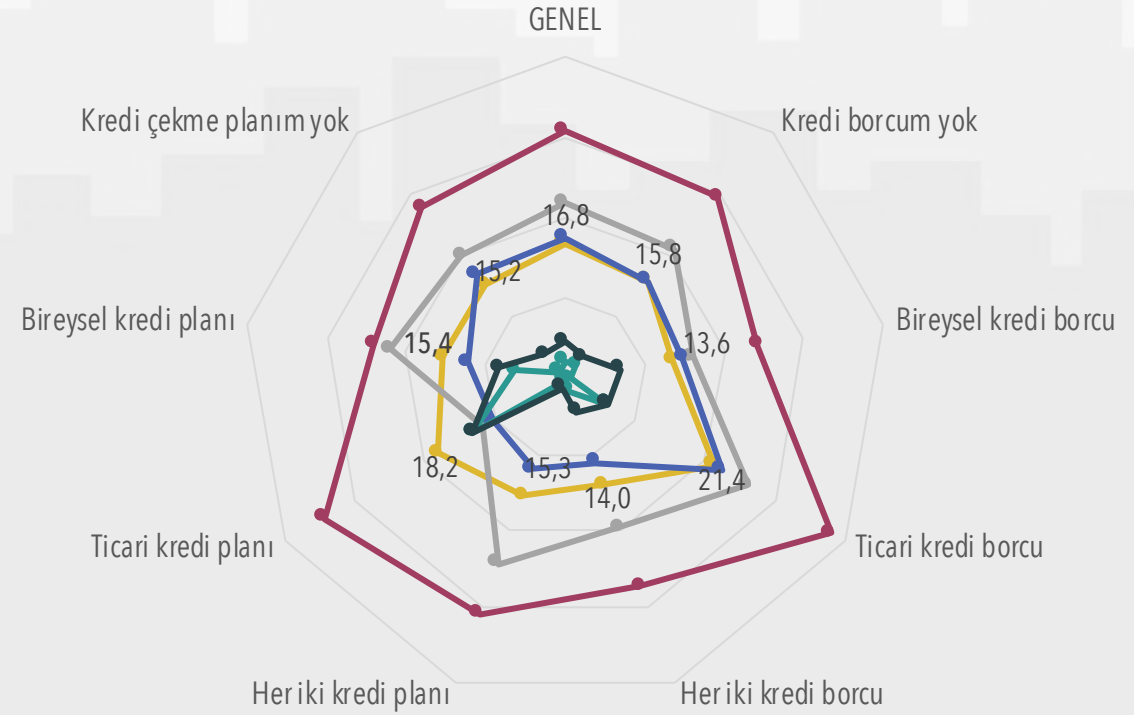 GENEL
Kredi çekme planım yok
Kredi borcum yok
16,8
15,8
15,2
Bireysel kredi planı
Bireysel kredi borcu
15,4
13,6
18,2
15,3
21,4
14,0
Ticari kredi planı
Ticari kredi borcu
Her iki kredi planı
Her iki kredi borcu